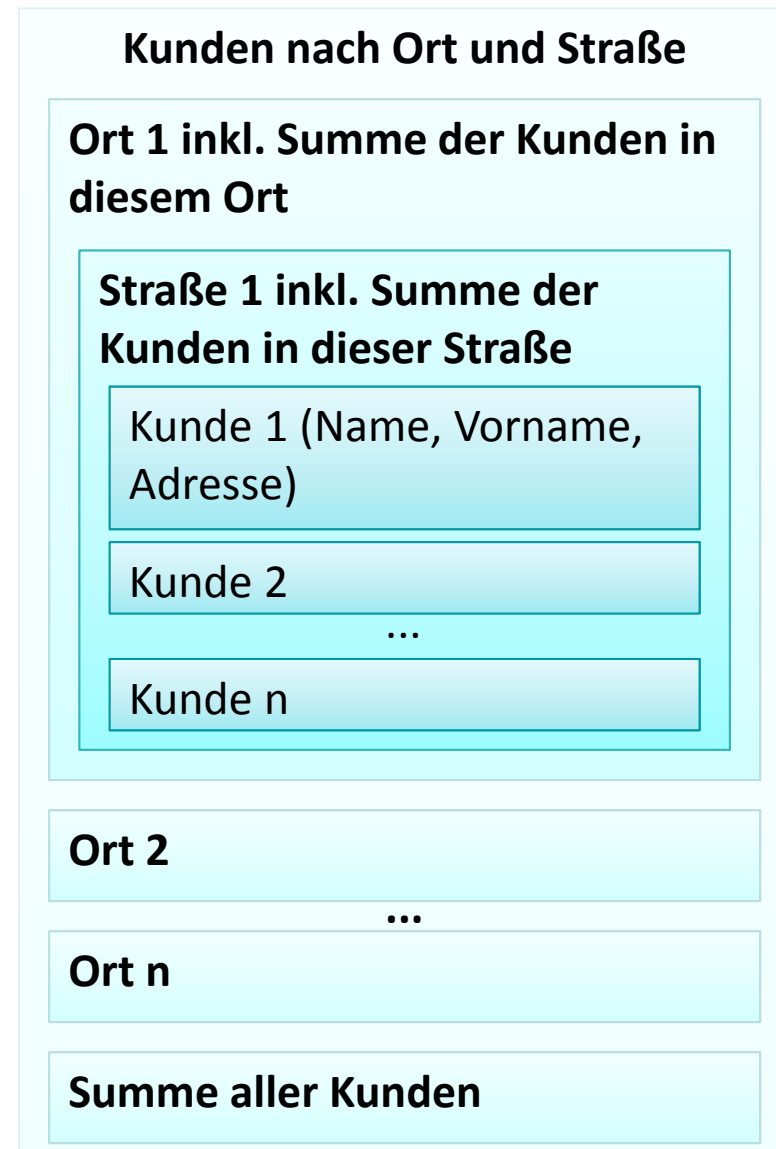 Kunden nach Ort und Straße
Ort 1 inkl. Summe der Kunden in
diesem Ort
Straße 1 inkl. Summe der
Kunden in dieser Straße
Kunde 1 (Name, Vorname,
Adresse)
Kunde 2
...
Kunde n
Ort 2
...
Ort n
Summe aller Kunden